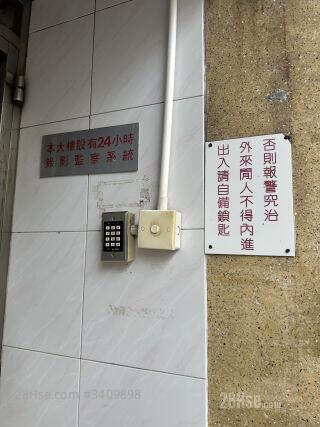 本大樓設有24小時
錄影監察系統
否則報警究治
外來閒人不得內進
出入請自備鎖匙
28Hse.com #3409898
28Hse.com